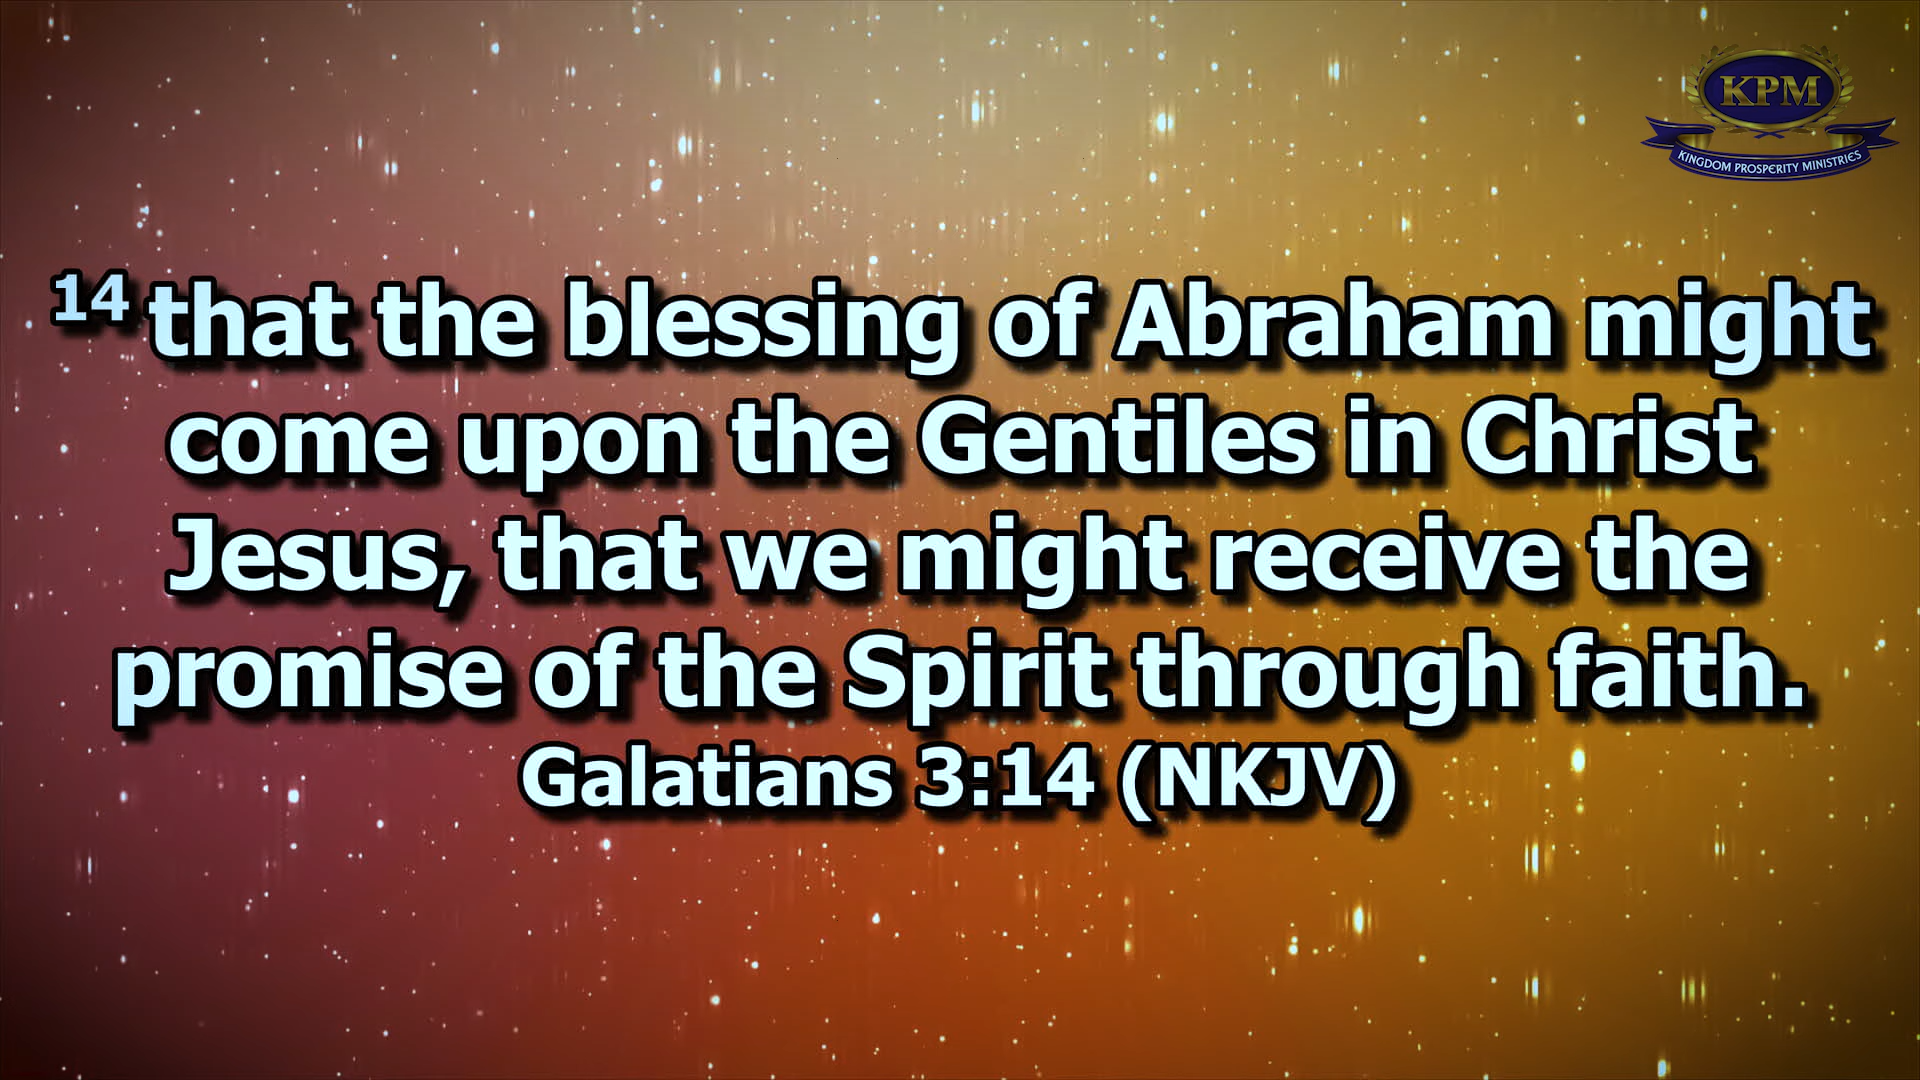 KPM
KINGDOM PROSPERITY MINISTRIES
14 that the blessing of Abraham might
come upon the Gentiles in Christ
Jesus, that we might receive the
promise of the Spirit through faith.
Galatians 3:14 (NKJV)